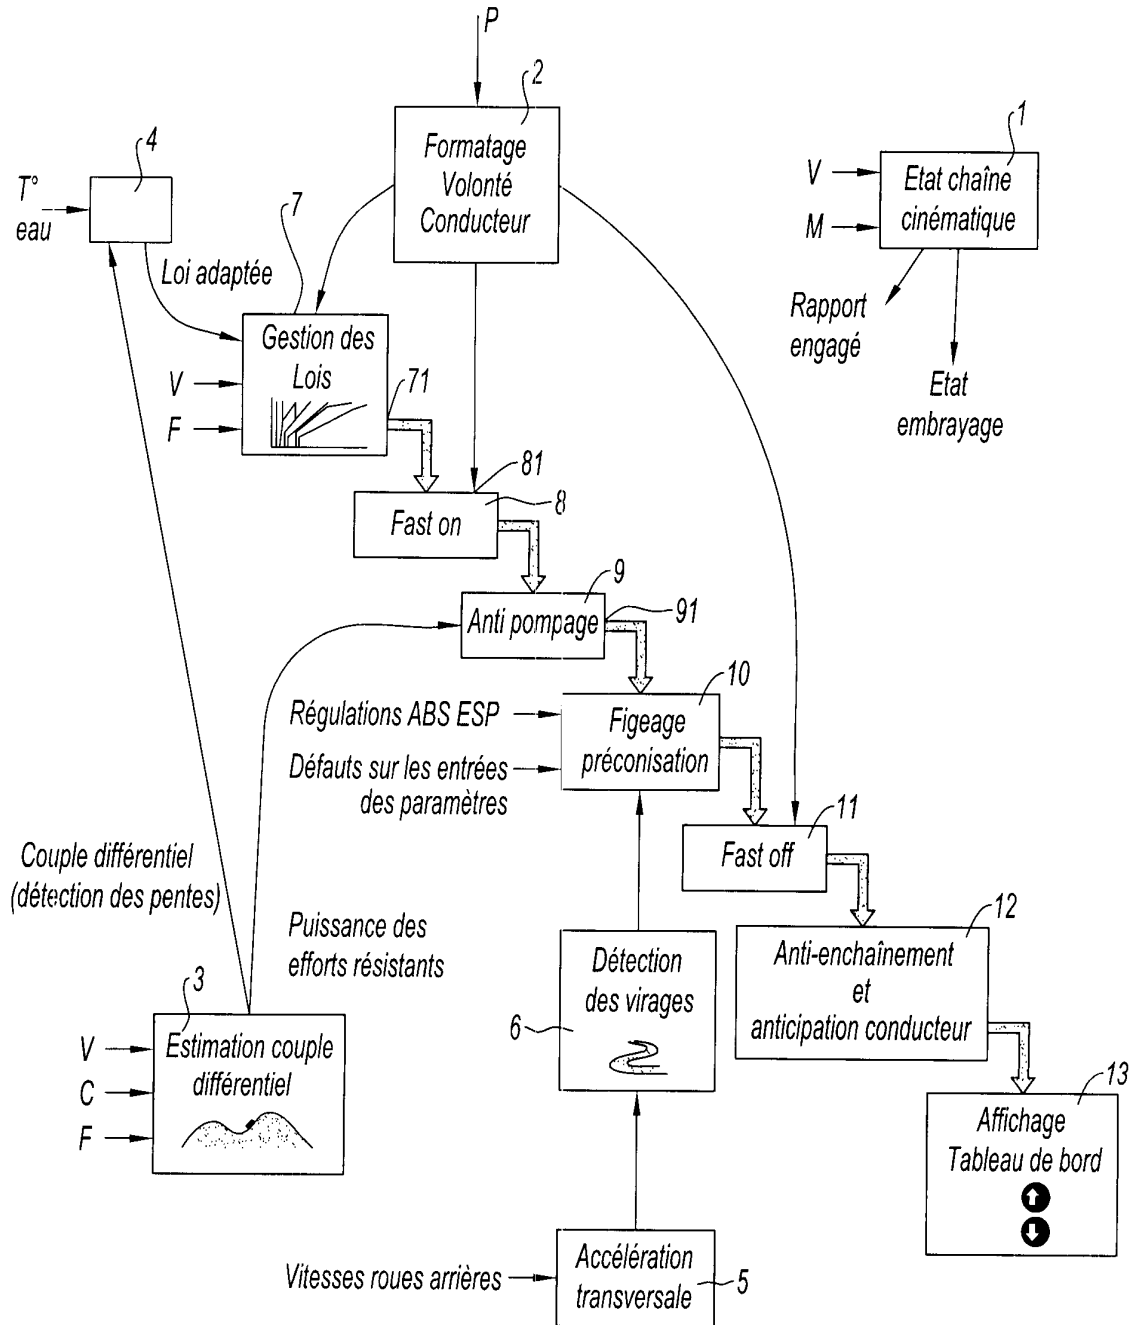 P
2
Formatage
Volonté
Conducteur
1
V
M
Etat chaîne
cinématique
Rapport
engagé
Etat
embrayage
4
T°
eau
Loi adaptée
7
Gestion des
Lois
V
F
71
81
8
Fast on
9
Anti pompage
91
10
Régulations ABS ESP
Défauts sur les entrées
des paramètres
Figeage
préconisation
11
Fast off
Couple différentiel
(détection des pentes)
Puissance des
efforts résistants
12
Anti-enchaînement
et
anticipation conducteur
3
V
C
F
Estimation couple
différentiel
6
Détection
des virages
13
Affichage
Tableau de bord
Vitesses roues arrières
Accélération
transversale
5